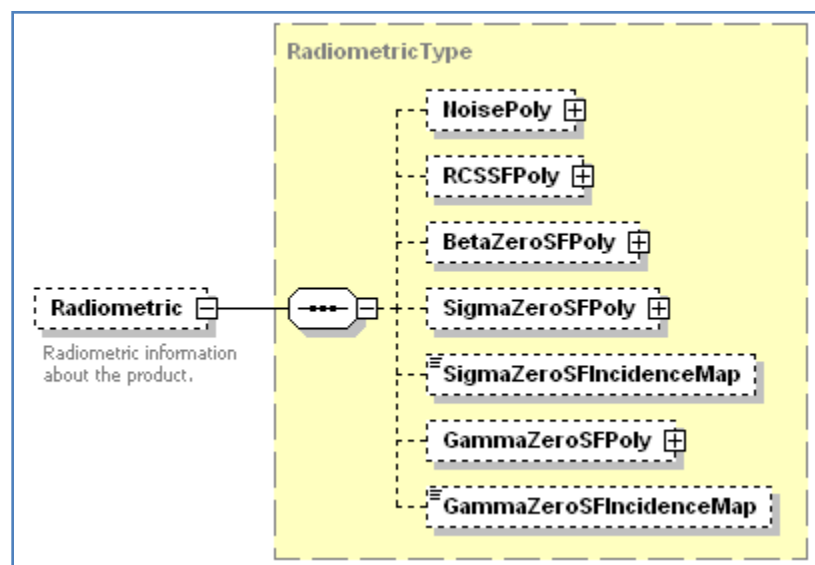 RadiometricType
NoisePoly
RCSSFPoly
BetaZeroSFPoly
Radiometric
SigmaZeroSFPoly
Radiometric information
about the product.
SigmaZeroSFIncidenceMap
GammaZeroSFPoly
GammaZeroSFIncidenceMap